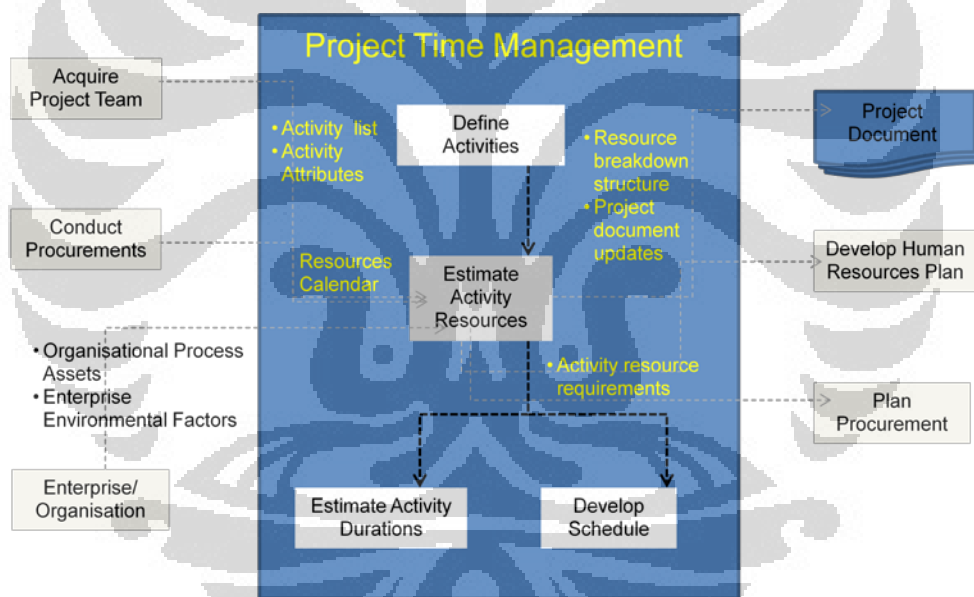 Project Time Management
Acquire
Project Team
Define
Activities
Project
Document
• Activity list
• Activity
Attributes
• Resource
breakdown
structure
• Project
document
updates
Conduct
Procurements
Resources
Calendar
Estimate
Activity
Resources
Develop Human
Resources Plan
• Organisational Process
Assets
• Enterprise
Environmental Factors
• Activity resource
requirements
Plan
Procurement
Enterprise/
Organisation
Estimate Activity
Durations
Develop
Schedule